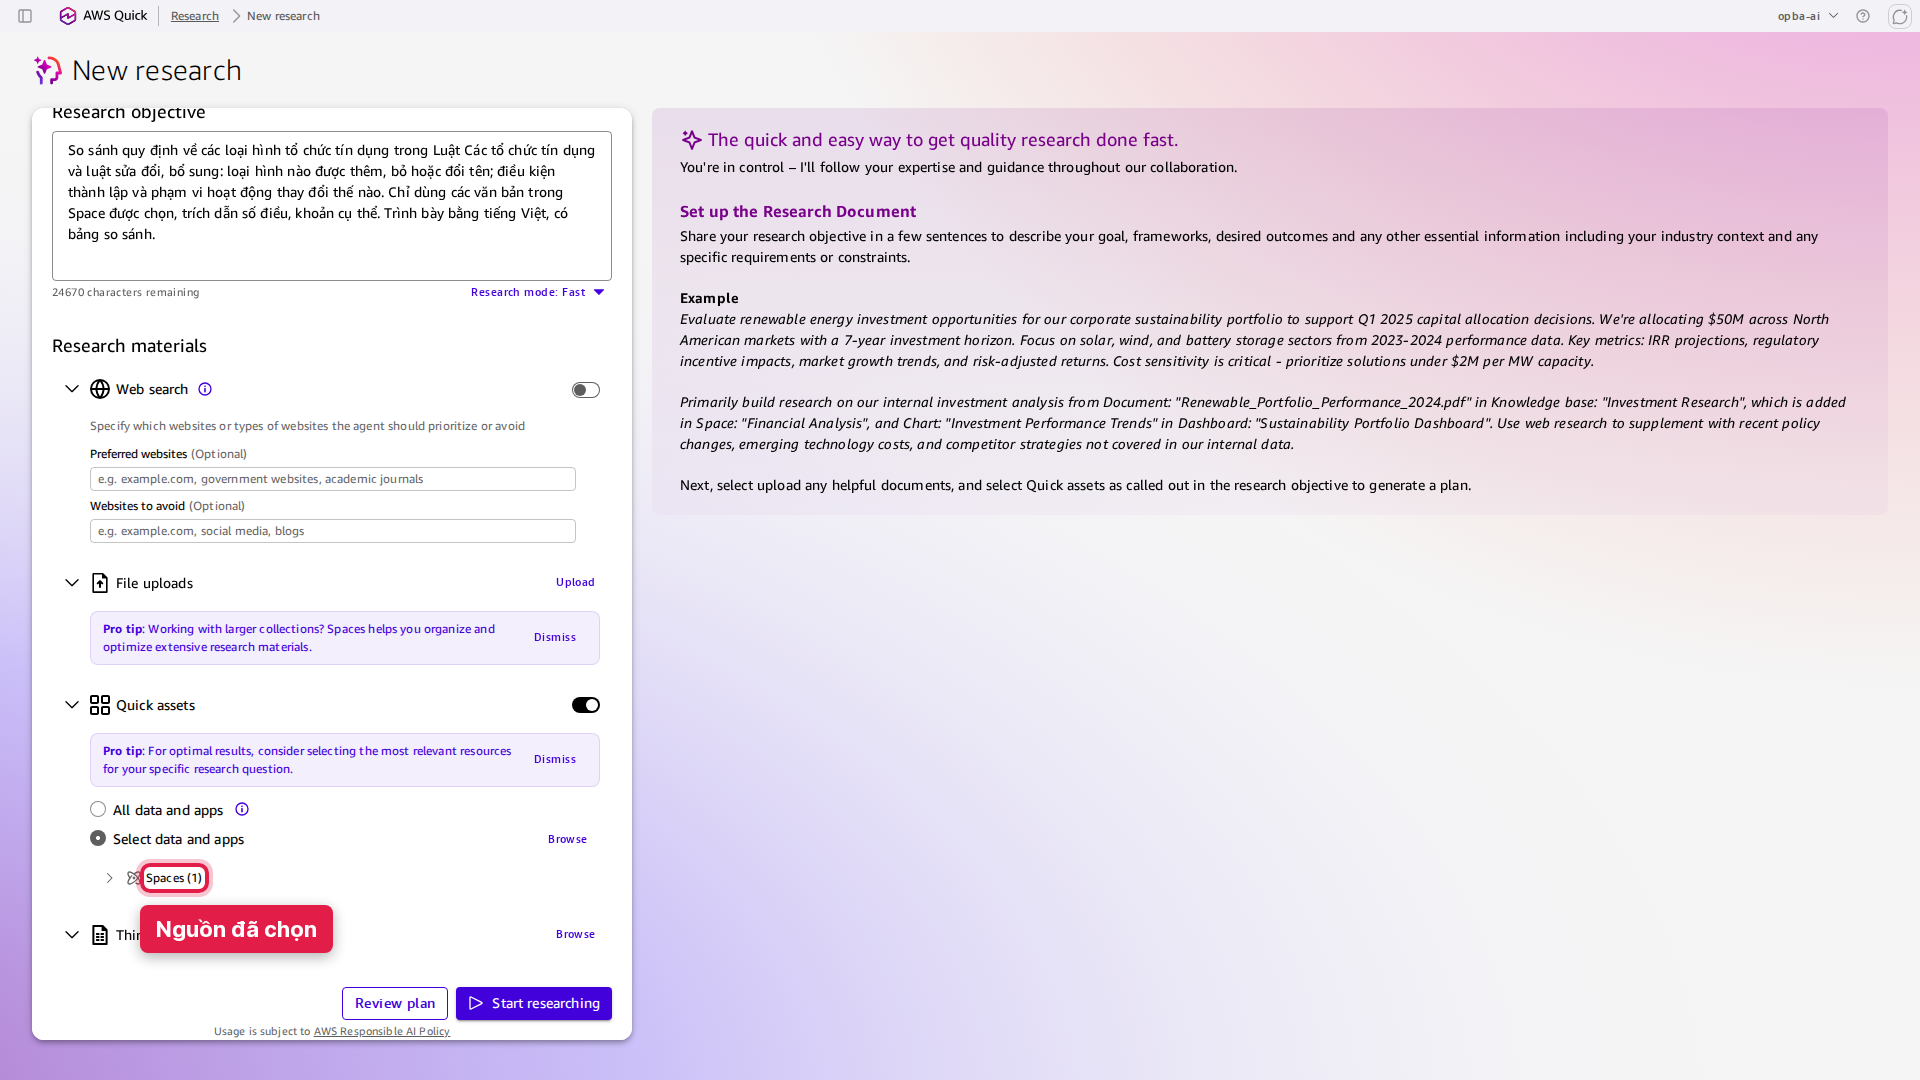 AWS Quick
Research
New research
opba-ai
New research
Research objective
So sánh quy định về các loại hình tổ chức tín dụng trong Luật Các tổ chức tín dụng
và luật sửa đổi, bổ sung: loại hình nào được thêm, bỏ hoặc đổi tên; điều kiện
thành lập và phạm vi hoạt động thay đổi thế nào. Chỉ dùng các văn bản trong
Space được chọn, trích dẫn số điều, khoản cụ thể. Trình bày bằng tiếng Việt, có
bảng so sánh.
24670 characters remaining
Research mode: Fast
Research materials
Web search
Specify which websites or types of websites the agent should prioritize or avoid
Preferred websites (Optional)
e.g. example.com, government websites, academic journals
Websites to avoid (Optional)
e.g. example.com, social media, blogs
File uploads
Upload
Pro tip: Working with larger collections? Spaces helps you organize and
optimize extensive research materials.
Dismiss
Quick assets
Pro tip: For optimal results, consider selecting the most relevant resources
for your specific research question.
Dismiss
All data and apps
Select data and apps
Browse
Spaces (1)
Nguồn đã chọn
Browse
Review plan
Start researching
Usage is subject to AWS Responsible AI Policy
The quick and easy way to get quality research done fast.
You're in control – I'll follow your expertise and guidance throughout our collaboration.
Set up the Research Document
Share your research objective in a few sentences to describe your goal, frameworks, desired outcomes and any other essential information including your industry context and any
specific requirements or constraints.
Example
Evaluate renewable energy investment opportunities for our corporate sustainability portfolio to support Q1 2025 capital allocation decisions. We're allocating $50M across North
American markets with a 7-year investment horizon. Focus on solar, wind, and battery storage sectors from 2023-2024 performance data. Key metrics: IRR projections, regulatory
incentive impacts, market growth trends, and risk-adjusted returns. Cost sensitivity is critical - prioritize solutions under $2M per MW capacity.
Primarily build research on our internal investment analysis from Document: "Renewable_Portfolio_Performance_2024.pdf" in Knowledge base: "Investment Research", which is added
in Space: "Financial Analysis", and Chart: "Investment Performance Trends" in Dashboard: "Sustainability Portfolio Dashboard". Use web research to supplement with recent policy
changes, emerging technology costs, and competitor strategies not covered in our internal data.
Next, select upload any helpful documents, and select Quick assets as called out in the research objective to generate a plan.